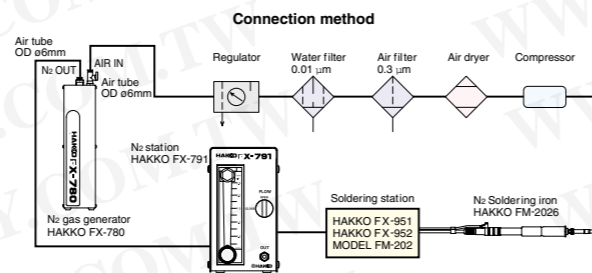 Connection method
Air tube
OD ø6mm
N2 OUT
AIR IN
Air tube
OD ø6mm
Regulator
Water filter
0.01 µm
Air filter
0.3 µm
Air dryer
Compressor
HAKKO FX-780
N2 gas generator
HAKKO FX-780
N2 station
HAKKO FX-791
HAKKO FX-791
FLOW
OUT
HAKKO
Soldering station
HAKKO FX-951
HAKKO FX-952
MODEL FM-202
N2 Soldering iron
HAKKO FM-2026